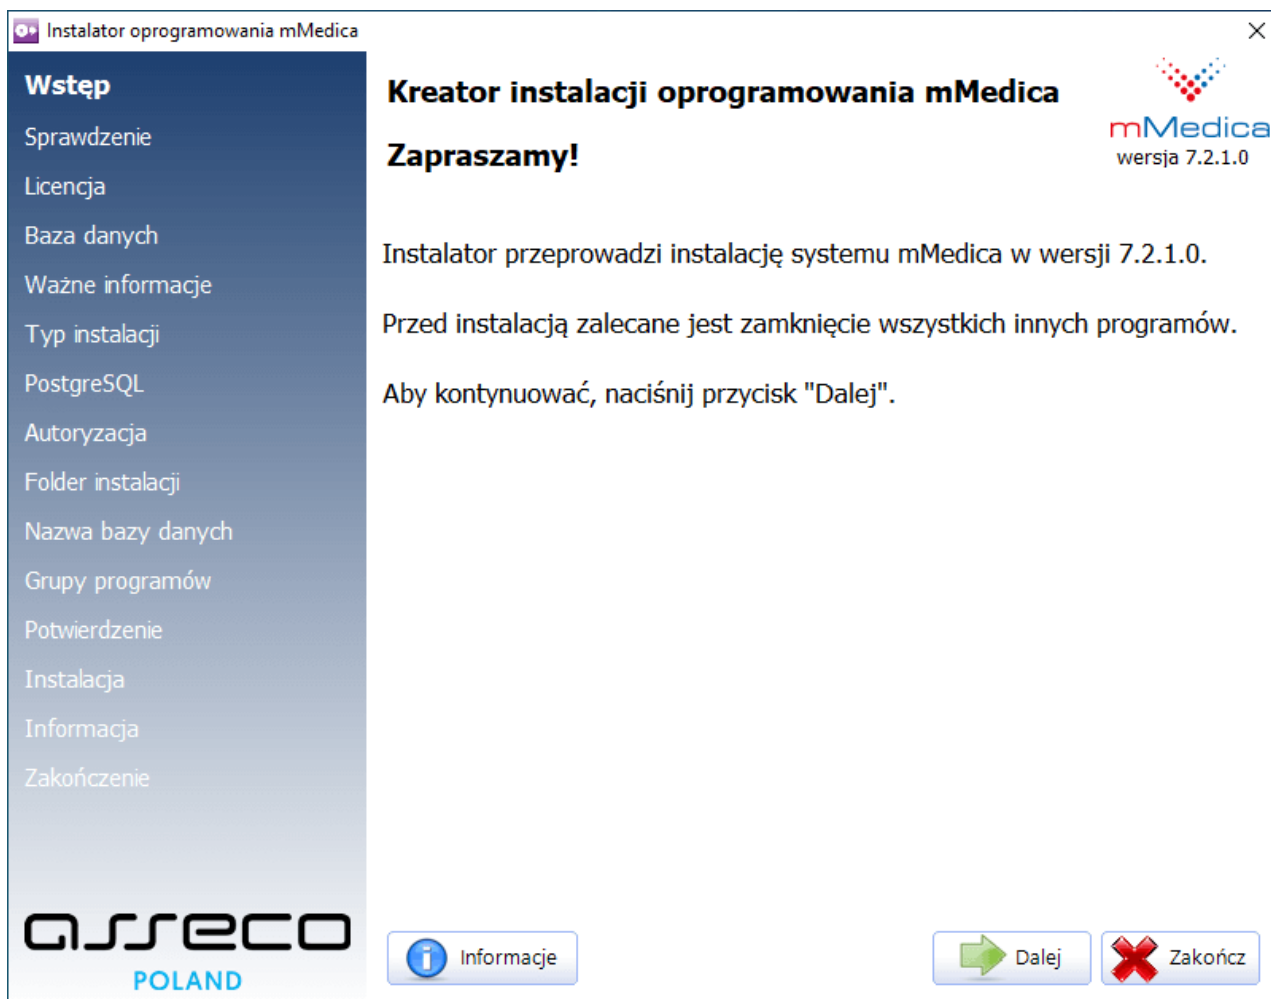 Instalator oprogramowania mMedica
Wstęp
Sprawdzenie
Licencja
Baza danych
Ważne informacje
Typ instalacji
PostgreSQL
Autoryzacja
Folder instalacji
Nazwa bazy danych
Grupy programów
Potwierdzenie
Instalacja
Informacja
Zakończenie
asseco
POLAND
Kreator instalacji oprogramowania mMedica
Zapraszamy!
mMedica
wersja 7.2.1.0
Instalator przeprowadzi instalację systemu mMedica w wersji 7.2.1.0.
Przed instalacją zalecane jest zamknięcie wszystkich innych programów.
Aby kontynuować, naciśnij przycisk "Dalej".
Informacje
Dalej
Zakończ